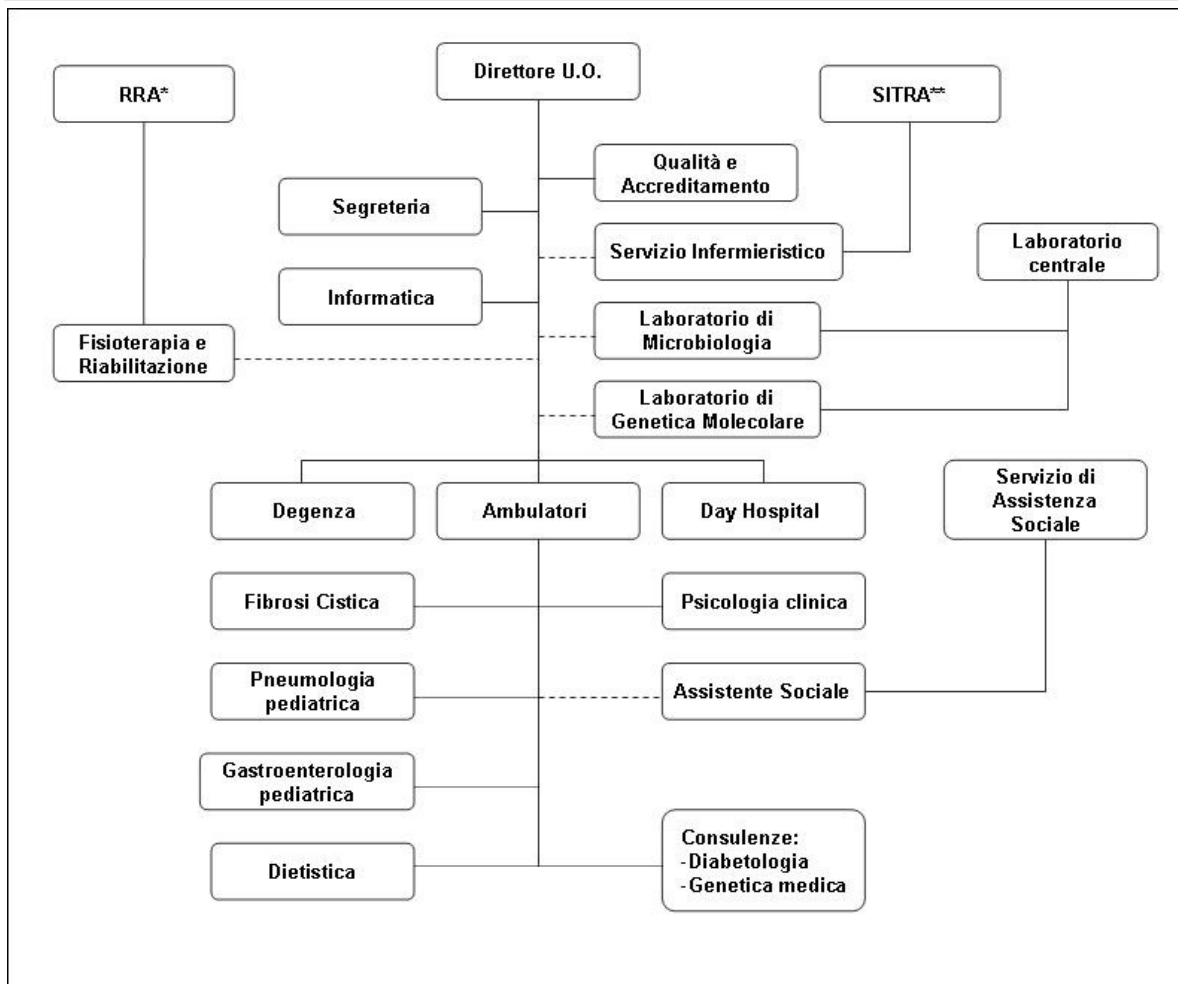 Direttore U.O.
RRA*
SITRA**
Qualità e
Accreditamento
Segreteria
Servizio Infermieristico
Laboratorio
centrale
Informatica
Laboratorio di
Microbiologia
Fisioterapia e
Riabilitazione
Laboratorio di
Genetica Molecolare
Degenza
Ambulatori
Day Hospital
Servizio di
Assistenza
Sociale
Fibrosi Cistica
Psicologia clinica
Pneumologia
pediatrica
Assistente Sociale
Gastroenterologia
pediatrica
Dietistica
Consulenze:
-Diabetologia
-Genetica medica